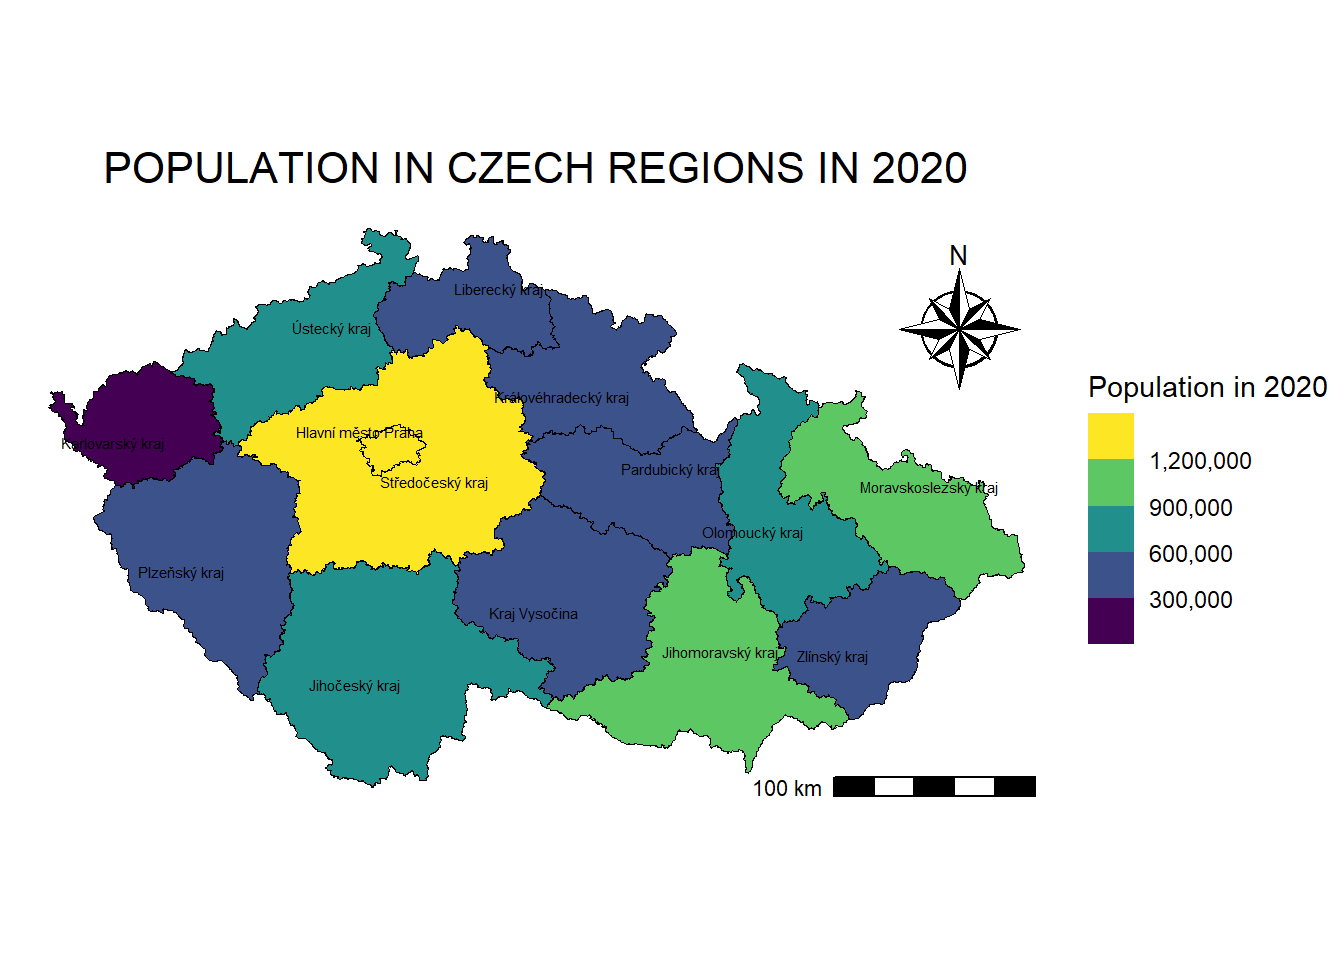 POPULATION IN CZECH REGIONS IN 2020
N
Liberecký kraj
Ústecký kraj
Population in 2020
Královéhradecký kraj
Hlavní město Praha
Karlovarský kraj
1,200,000
Pardubický kraj
Středočeský kraj
Moravskoslezský kraj
900,000
Olomoucký kraj
600,000
Plzeňský kraj
300,000
Kraj Vysočina
Jihomoravský kraj
Zlínský kraj
Jihočeský kraj
100 km